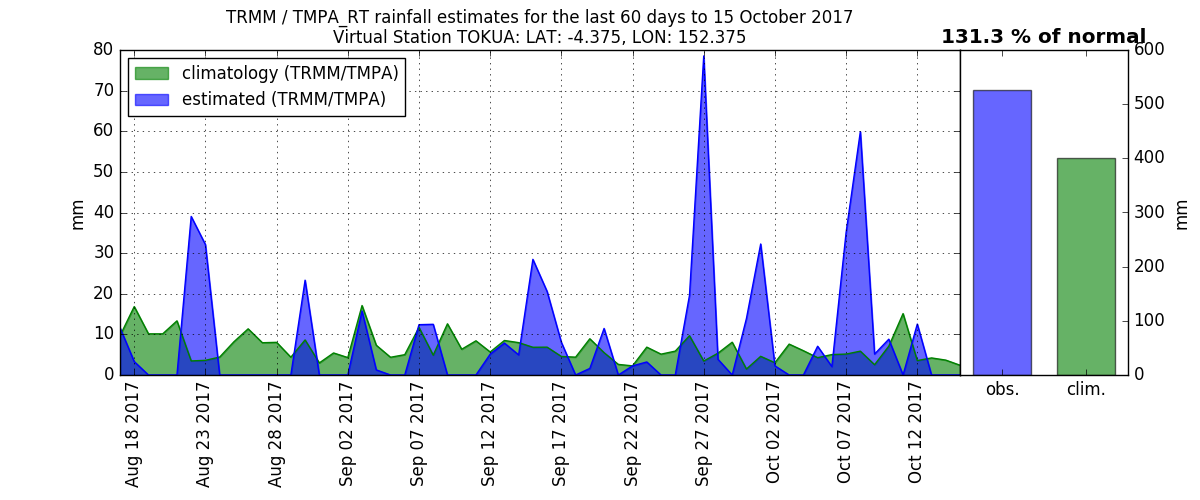 TRMM / TMPA_RT rainfall estimates for the last 60 days to 15 October 2017
Virtual Station TOKUA: LAT: -4.375, LON: 152.375
131.3 % of normal
climatology (TRMM/TMPA)
estimated (TRMM/TMPA)
mm
80
70
60
50
40
30
20
10
0
Aug 18 2017
Aug 23 2017
Aug 28 2017
Sep 02 2017
Sep 07 2017
Sep 12 2017
Sep 17 2017
Sep 22 2017
Sep 27 2017
Oct 02 2017
Oct 07 2017
Oct 12 2017
obs.
clim.
600
500
400
300
200
100
0
mm